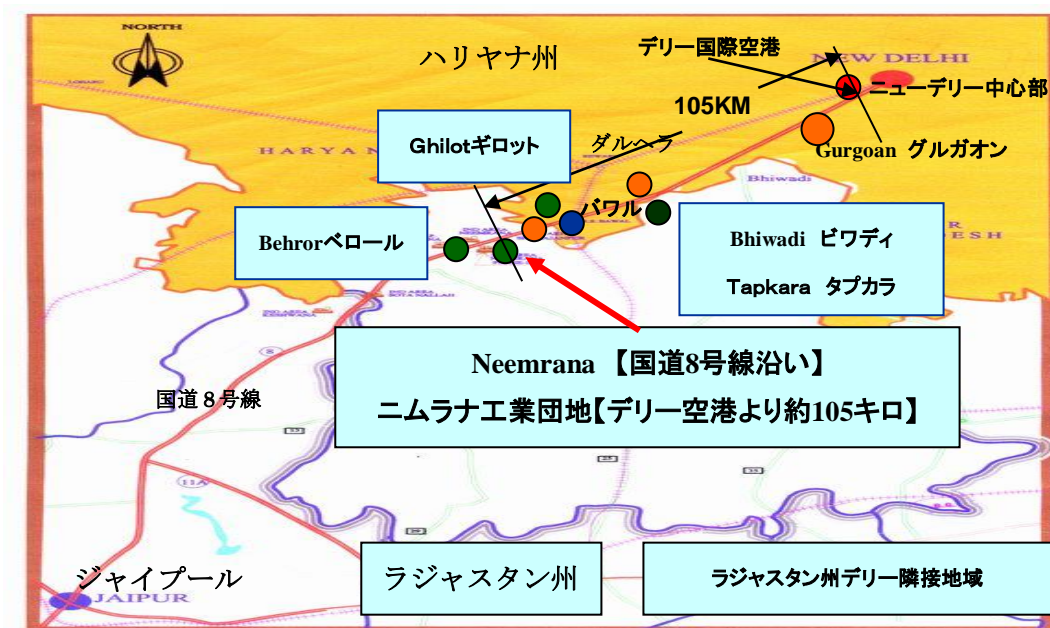 NORTH
ハリヤナ州
デリー国際空港
NEW DELHI
ニューデリー中心部
105KM
Ghilotギロット
ダルヘラ
Gurgoan グルガオン
HARYAN
Bhiwadi
バワル
Behrorベロール
Bhiwadi ビワディ
Tapkara タプカラ
ESH
Neemrana 【国道8号線沿い】
ニムラナ工業団地【デリー空港より約105キロ】
国道８号線
8
11A
ジャイプール
JAIPUR
ラジャスタン州
ラジャスタン州デリー隣接地域